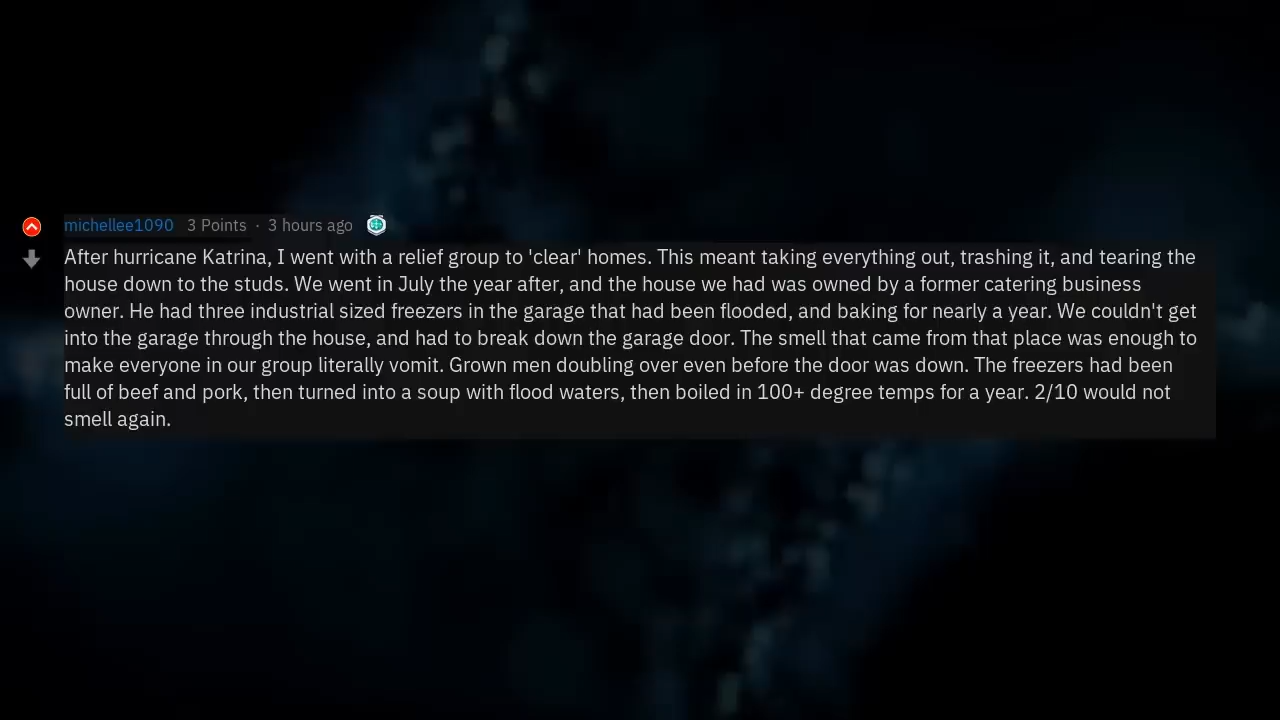 michellee1090 3 Points · 3 hours ago
After hurricane Katrina, I went with a relief group to 'clear' homes. This meant taking everything out, trashing it, and tearing the
house down to the studs. We went in July the year after, and the house we had was owned by a former catering business
owner. He had three industrial sized freezers in the garage that had been flooded, and baking for nearly a year. We couldn't get
into the garage through the house, and had to break down the garage door. The smell that came from that place was enough to
make everyone in our group literally vomit. Grown men doubling over even before the door was down. The freezers had been
full of beef and pork, then turned into a soup with flood waters, then boiled in 100+ degree temps for a year. 2/10 would not
smell again.